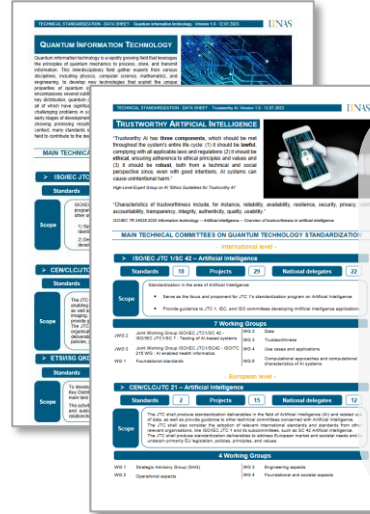 TECHNICAL STANDARDIZATION - DATA SHEET - Quantum information technology - Version 1.0 - 12.07.2023
ILNAS
QUANTUM INFORMATION TECHNOLOGY
Quantum information technology is a rapidly growing field that leverages
the principles of quantum mechanics to process, store, and transmit
information. This interdisciplinary field gather experts from various
disciplines, including physics, computer science, mathematics, and
engineering, to develop new technologies that exploit the unique
MAIN TECHNICA
ISO/IEC JTC
Standards
Scope
CEN/CLC/JTC
Standards
Scope
ETSI/ISG QKD
Standards
Scope
TECHNICAL STANDARDIZATION - DATA SHEET - Trustworthy AI Version 1.0 - 12.07.2023
ILNAS
TRUSTWORTHY ARTIFICIAL INTELLIGENCE
"Trustworthy AI has three components, which should be met
throughout the system's entire life cycle: (1) it should be lawful,
complying with all applicable laws and regulations (2) it should be
ethical, ensuring adherence to ethical principles and values and
(3) it should be robust, both from a technical and social
perspective since, even with good intentions, AI systems can
cause unintentional harm."
High-Level Expert Group on AI 'Ethics Guidelines for Trustworthy AI'
"Characteristics of trustworthiness include, for instance, reliability, availability, resilience, security, privacy,
accountability, transparency, integrity, authenticity, quality, usability."
ISO/IEC TR 24028:2020 Information technology – Artificial intelligence – Overview of trustworthiness in artificial intelligence
MAIN TECHNICAL COMMITTEES ON QUANTUM TECHNOLOGY STANDARDIZATION
- International level -
ISO/IEC JTC 1/SC 42 – Artificial Intelligence
Standards 18 Projects 29 National delegates 22
Scope
Standardization in the area of Artificial Intelligence
• Serve as the focus and proponent for JTC 1's standardization program on Artificial Intelligence
• Provide guidance to JTC 1, IEC, and ISO committees developing Artificial Intelligence applications
7 Working Groups
JWG 2 Joint Working Group ISO/IEC JTC1/SC 42 - ISO/IEC JTC1/SC 7 : Testing of AI-based systems
WG 2 Data
WG 3 Trustworthiness
JWG 3 Joint Working Group ISO/IEC JTC1/SC42 - ISO/TC 215 WG : AI enabled health informatics
WG 4 Use cases and applications
WG 1 Foundational standards
WG 5 Computational approaches and computational characteristics of AI systems
- European level -
CEN/CLC/JTC 21 – Artificial Intelligence
Standards 2 Projects 15 National delegates 12
Scope
The JTC shall produce standardization deliverables in the field of Artificial Intelligence (AI) and related
of data, as well as provide guidance to other technical committees concerned with Artificial Intelligence.
The JTC shall also consider the adoption of relevant international standards and standards from
relevant organisations, like ISO/IEC JTC 1 and its subcommittees, such as SC 42 Artificial intelligence.
The JTC shall produce standardization deliverables to address European market and societal needs and
underpin primarily EU legislation, policies, principles, and values.
4 Working Groups
WG 1 Strategic Advisory Group (SAG)
WG 3 Engineering aspects
WG 2 Operational aspects
WG 4 Foundational and societal aspects